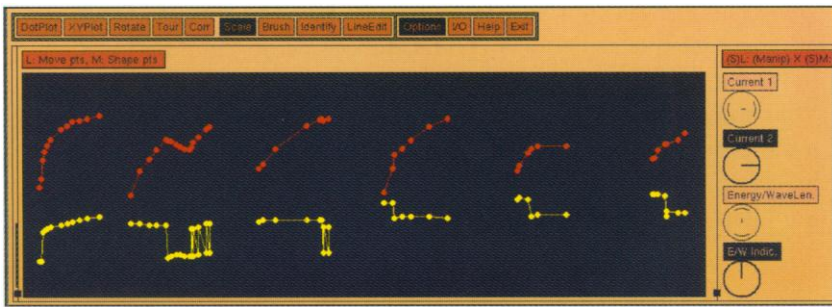 DotPlot XYPlot Rotate Tour Corr Scale Brush Identify LineEdit Options I/O Help Exit
L: Move pts, M: Shape pts
(S)L: (Manip) X (S)M:
Current 1
Current 2
Energy/WaveLen.
E/W Indic.